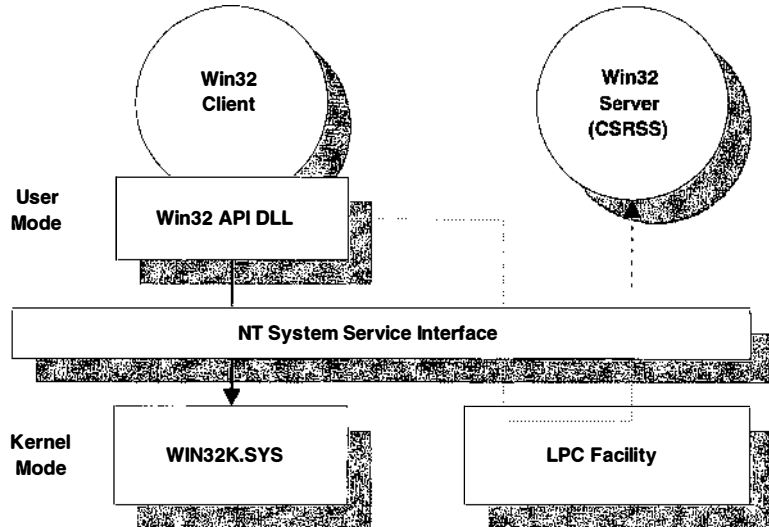 Win32
Client
Win32
Server
(CSRSS)
User
Mode
Win32 API DLL
NT System Service Interface
Kernel
Mode
WIN32K.SYS
LPC Facility